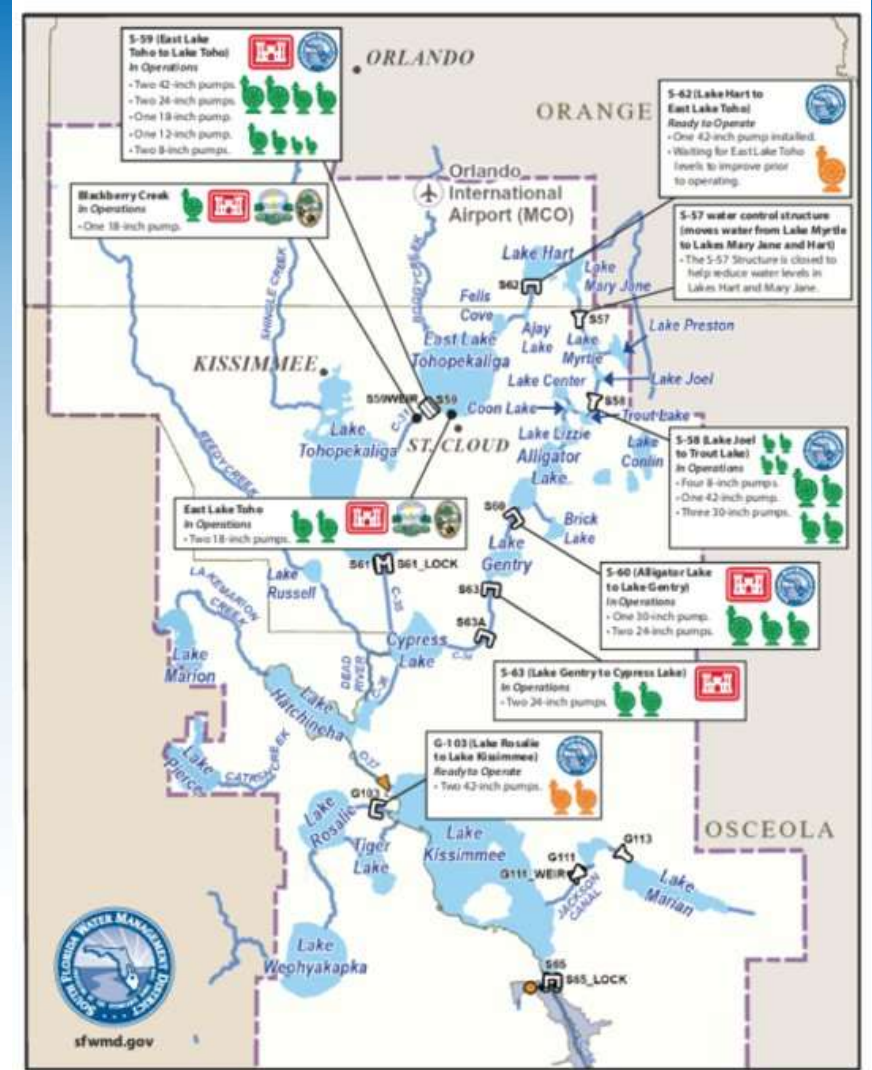 S-59 (East Lake
Toho to Lake Toho)
In Operations
• Two 42-inch pumps.
• Two 24-inch pumps.
• One 18-inch pump.
• One 12-inch pump.
• Two 8-inch pumps.
ORLANDO
ORANGE
S-62 (Lake Hart to
East Lake Toho)
Ready to Operate
• One 42-inch pump installed.
• Waiting for East Lake Toho
levels to improve prior
to operating.
Blackberry Creek
In Operations
• One 18-inch pump.
Orlando
International
Airport (MCO)
S-57 water control structure
(moves water from Lake Myrtle
to Lakes Mary Jane and Hart)
• The S-57 Structure is closed to
help reduce water levels in
Lakes Hart and Mary Jane.
SHINGLE CREEK
BOGGY CREEK
Lake Hart
Lake
Mary Jane
S62
Fells
Cove
S57
Ajay
Lake
Lake
Myrtle
Lake Preston
East Lake
Tohopekaliga
KISSIMMEE
Lake Center
Lake Joel
S59WEIR
S59
C-31
Coon Lake
S58
Trout Lake
Lake
Tohopekaliga
ST. CLOUD
Lake Lizzie
Alligator
Lake
Lake
Conlin
S-58 (Lake Joel
to Trout Lake)
In Operations
• Four 8-inch pumps.
• One 42-inch pump.
• Three 30-inch pumps.
REEDY CREEK
East Lake Toho
In Operations
• Two 18-inch pumps.
S60
Brick
Lake
Lake
Gentry
S61
S61_LOCK
Lake
Russell
C-35
S63
S-60 (Alligator Lake
to Lake Gentry)
In Operations
• One 30-inch pump.
• Two 24-inch pumps.
LAKE MARION
CREEK
S63A
Cypress
Lake
Lake
Marion
DEAD
RIVER
C-36
S-63 (Lake Gentry to Cypress Lake)
In Operations
• Two 24-inch pumps.
Lake
Hatchineha
Lake
Pierce
CATFISH CREEK
C-37
G-103 (Lake Rosalie
to Lake Kissimmee)
Ready to Operate
• Two 42-inch pumps.
G103
Lake
Rosalie
Tiger
Lake
Lake
Kissimmee
OSCEOLA
G113
G111
G111_WEIR
JACKSON
CANAL
Lake
Marian
Lake
Weohyakapka
S65
S65_LOCK
SOUTH FLORIDA WATER MANAGEMENT DISTRICT
sfwmd.gov